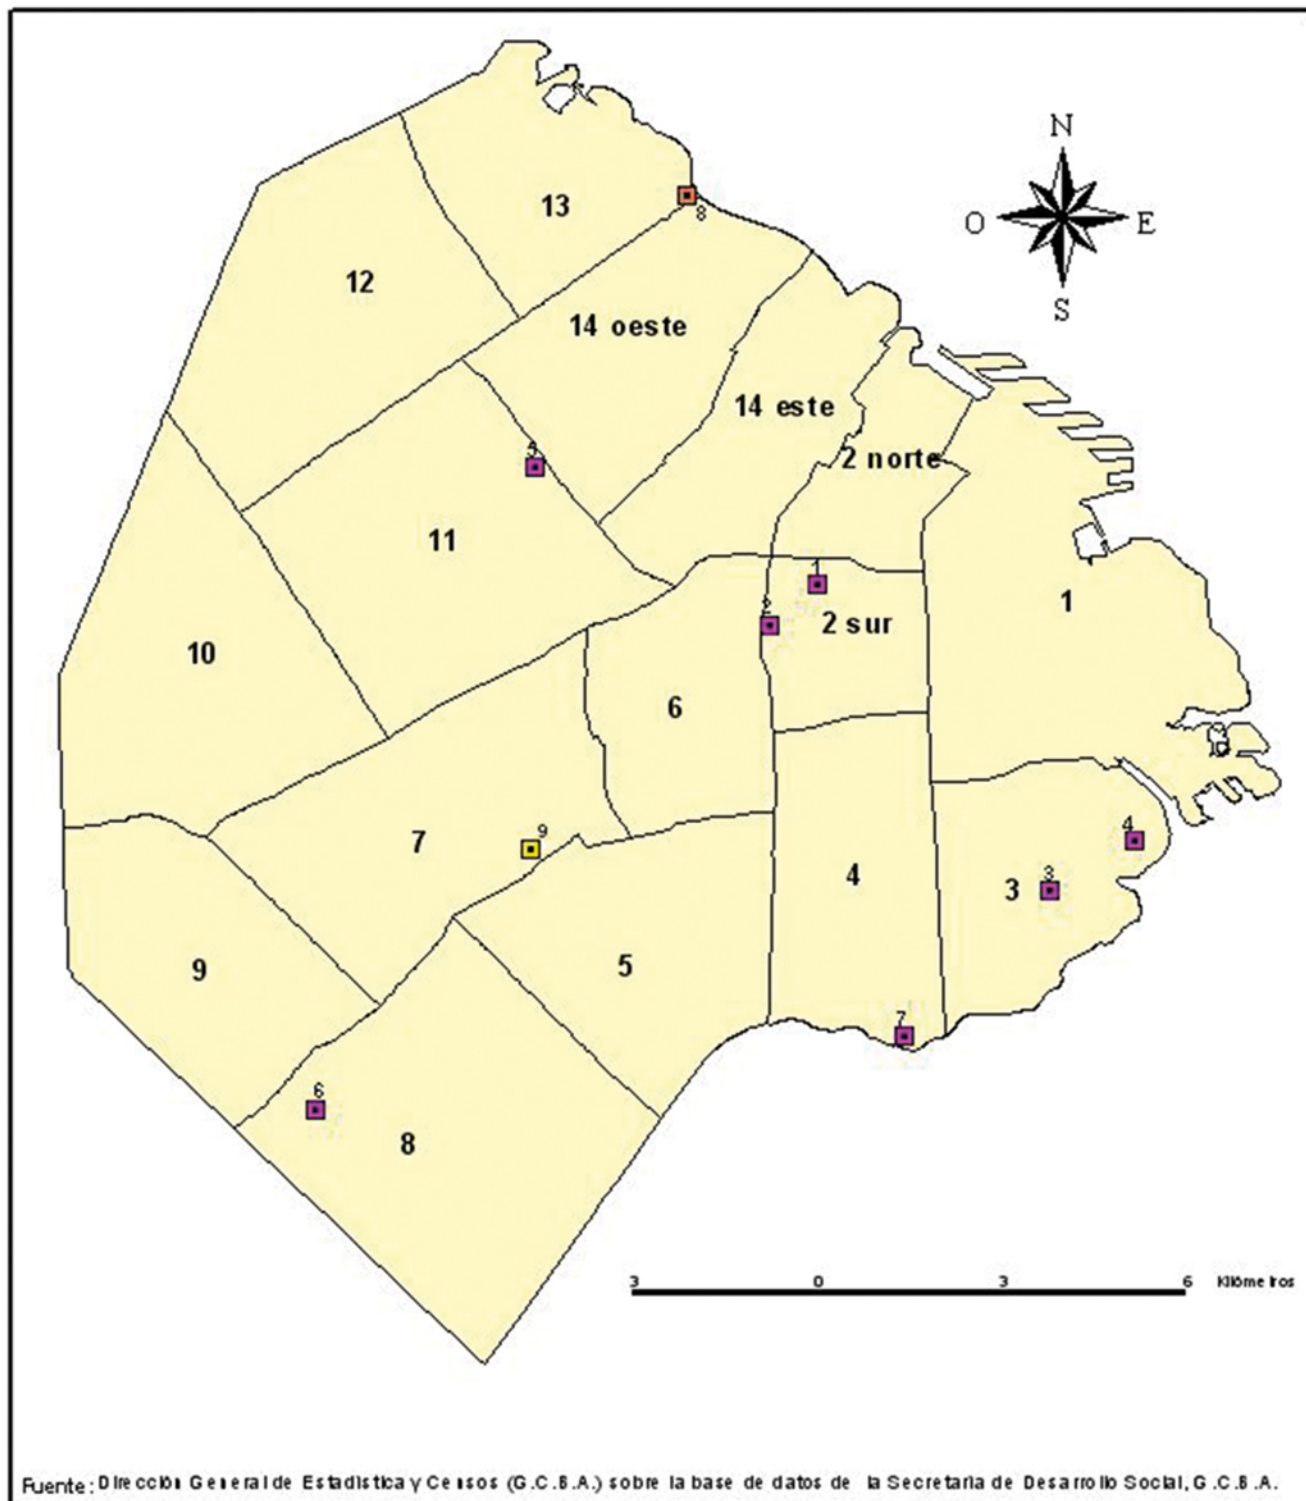 N
O E
S
13
8
12
14 oeste
14 este
2 norte
5
11
1
1
2
2 sur
10
6
7
9
4
4
3
3
9
5
7
6
8
3 0 3 6 Kilómetros
Fuente: Dirección General de Estadística y Censos (G.C.B.A.) sobre la base de datos de la Secretaria de Desarrollo Social, G.C.B.A.